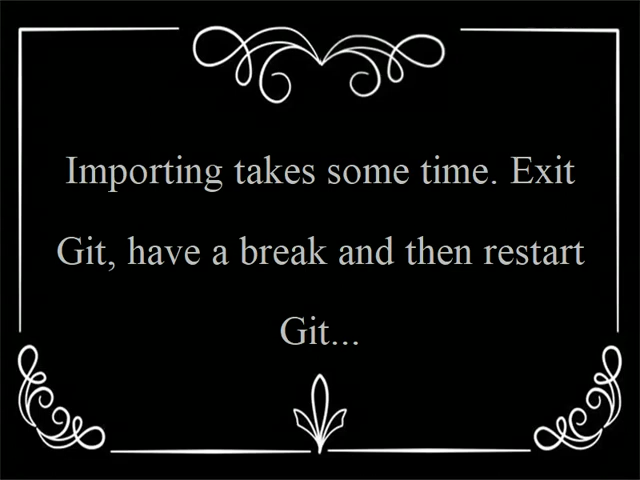 Importing takes some time. Exit
Git, have a break and then restart
Git...